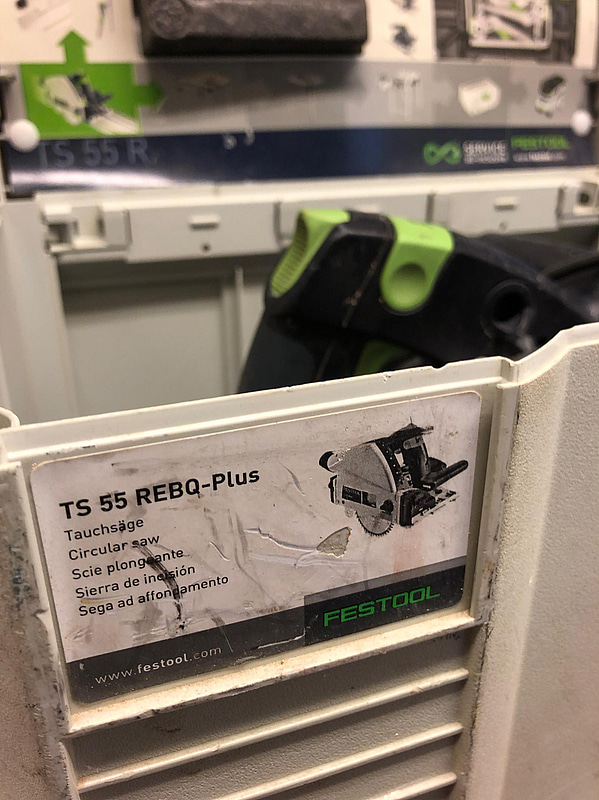 TS 55 R
SERVICE
FESTOOL
TS 55 REBQ-Plus
Tauchsäge
Circular saw
Scie plongeante
Sierra de incisión
Sega ad affondamento
FESTOOL
www.festool.com